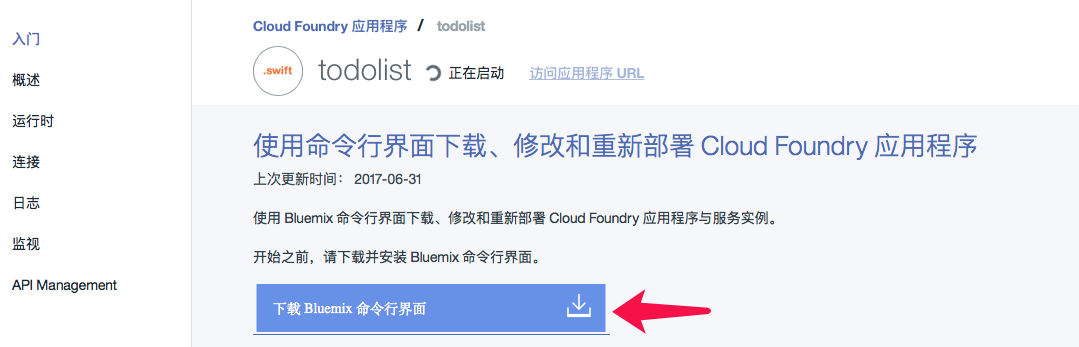 入门
概述
运行时
连接
日志
监视
API Management
Cloud Foundry 应用程序 / todolist
.swift todolist 正在启动 访问应用程序 URL
使用命令行界面下载、修改和重新部署 Cloud Foundry 应用程序
上次更新时间： 2017-06-31
使用 Bluemix 命令行界面下载、修改和重新部署 Cloud Foundry 应用程序与服务实例。
开始之前，请下载并安装 Bluemix 命令行界面。
下载 Bluemix 命令行界面